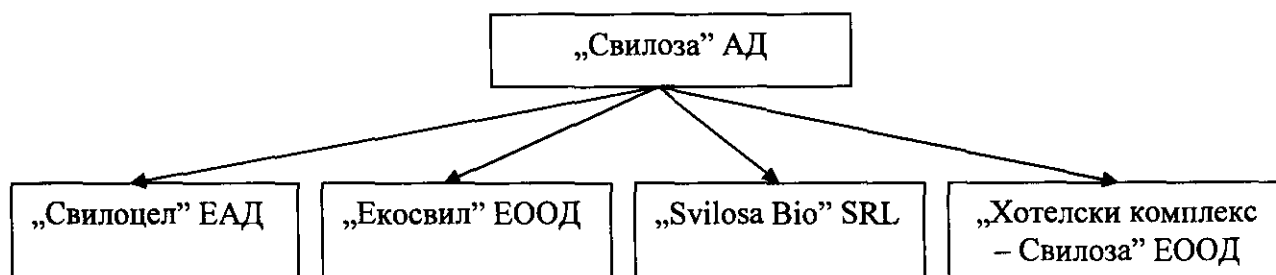 „Свилоза” АД
„Свилоцел” ЕАД
„Екосвил” ЕООД
„Svilosa Bio” SRL
„Хотелски комплекс
– Свилоза” ЕООД